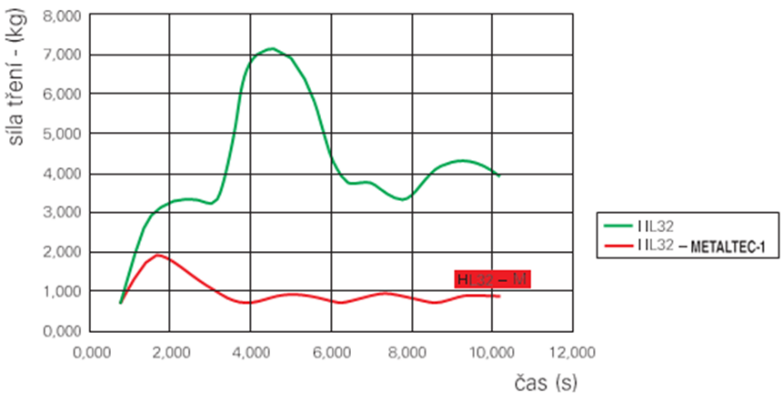 síla tření - (kg)
8,000
7,000
6,000
5,000
4,000
3,000
2,000
1,000
0,000
0,000 2,000 4,000 6,000 8,000 10,000 12,000
čas (s)
HL32 – M
HL32
HL32 – METALTEC-1